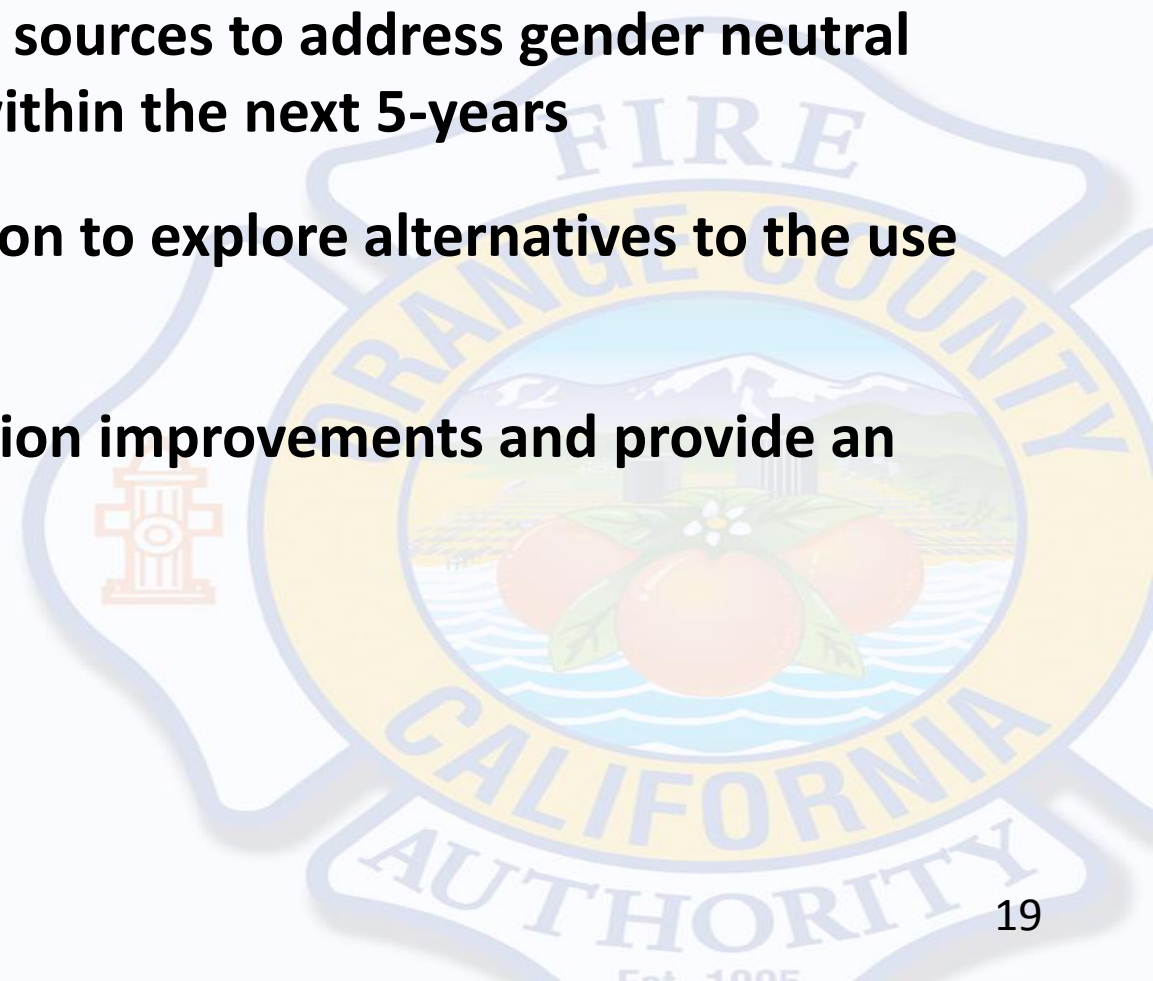 sources to address gender neutral
within the next 5-years
on to explore alternatives to the use
ion improvements and provide an
FIRE
ORANGE COUNTY
CALIFORNIA
AUTHORITY
19